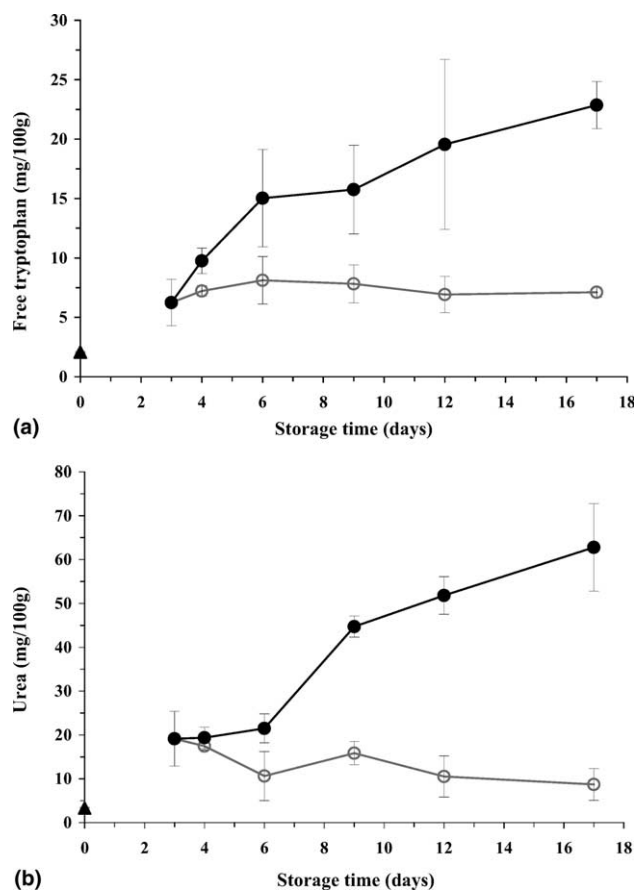 30
25
20
15
10
5
0
Free tryptophan (mg/100g)
0 2 4 6 8 10 12 14 16 18
(a) Storage time (days)
80
70
60
50
40
30
20
10
0
Urea (mg/100g)
0 2 4 6 8 10 12 14 16 18
(b) Storage time (days)